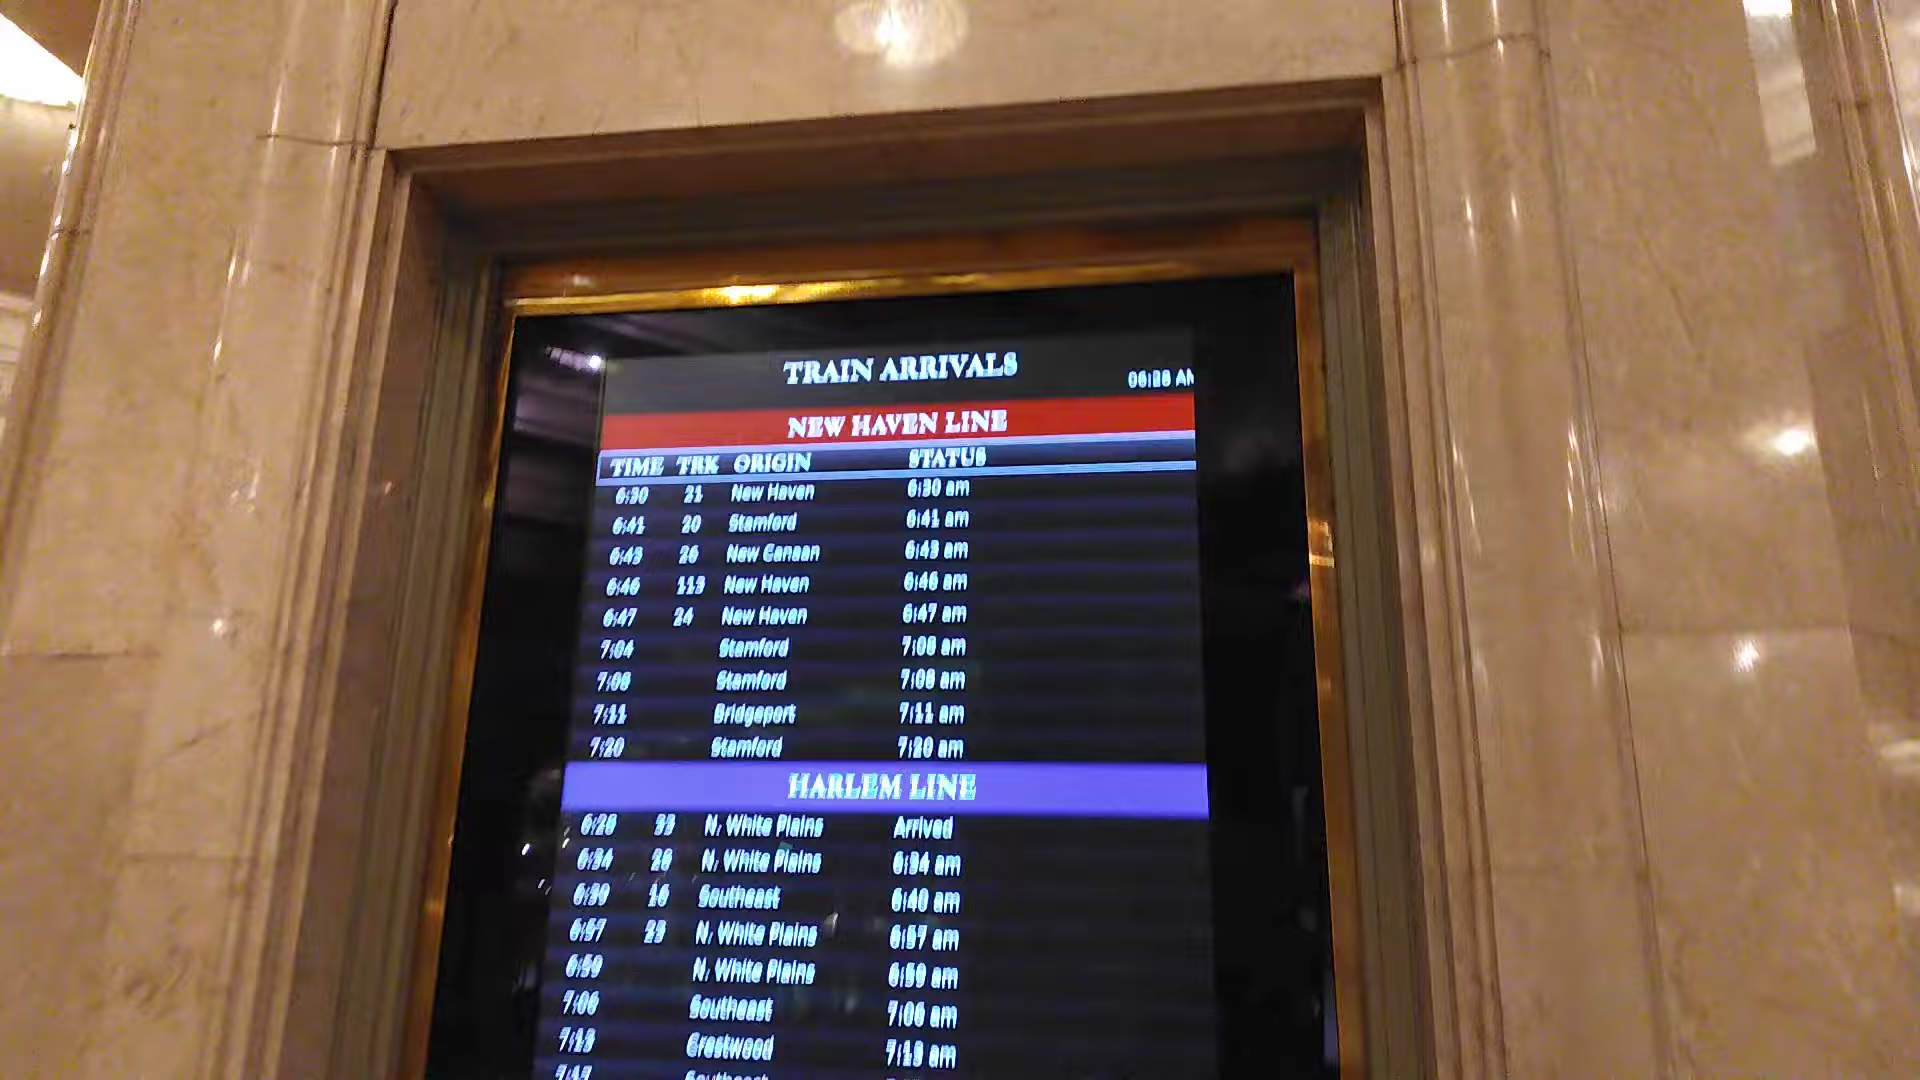 TRAIN ARRIVALS
06:28 AM
NEW HAVEN LINE
TIME TRK ORIGIN STATUS
6:30 21 New Haven 6:30 am
6:41 20 Stamford 6:41 am
6:43 26 New Canaan 6:43 am
6:46 113 New Haven 6:46 am
6:47 24 New Haven 6:47 am
7:04 Stamford
7:08 Stamford 7:08 am
7:11 Bridgeport 7:11 am
7:20 Stamford 7:20 am
HARLEM LINE
6:28 33 N. White Plains Arrived
6:34 N. White Plains 6:34 am
6:39 16 Southeast 6:40 am
6:57 23 N. White Plains 6:57 am
6:59 N. White Plains 6:59 am
7:06 Southeast 7:06 am
7:13 Crestwood 7:13 am
Southeast